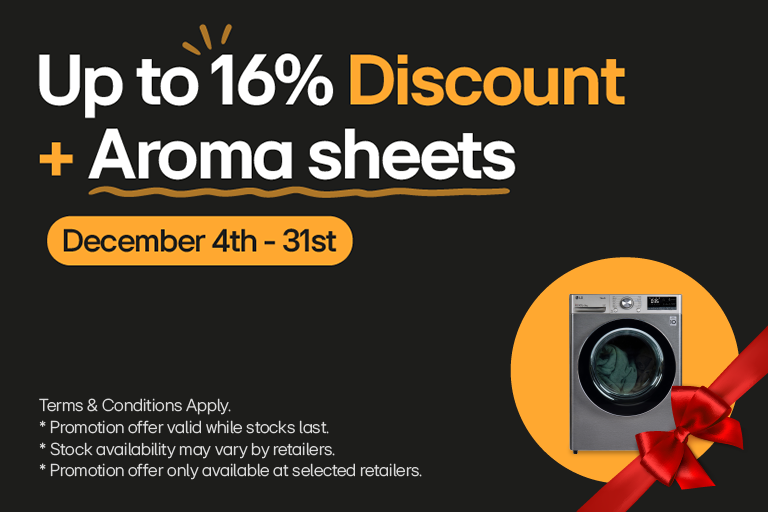 Up to 16% Discount
+ Aroma sheets
December 4th - 31st
LG
Terms & Conditions Apply.
* Promotion offer valid while stocks last.
* Stock availability may vary by retailers.
* Promotion offer only available at selected retailers.